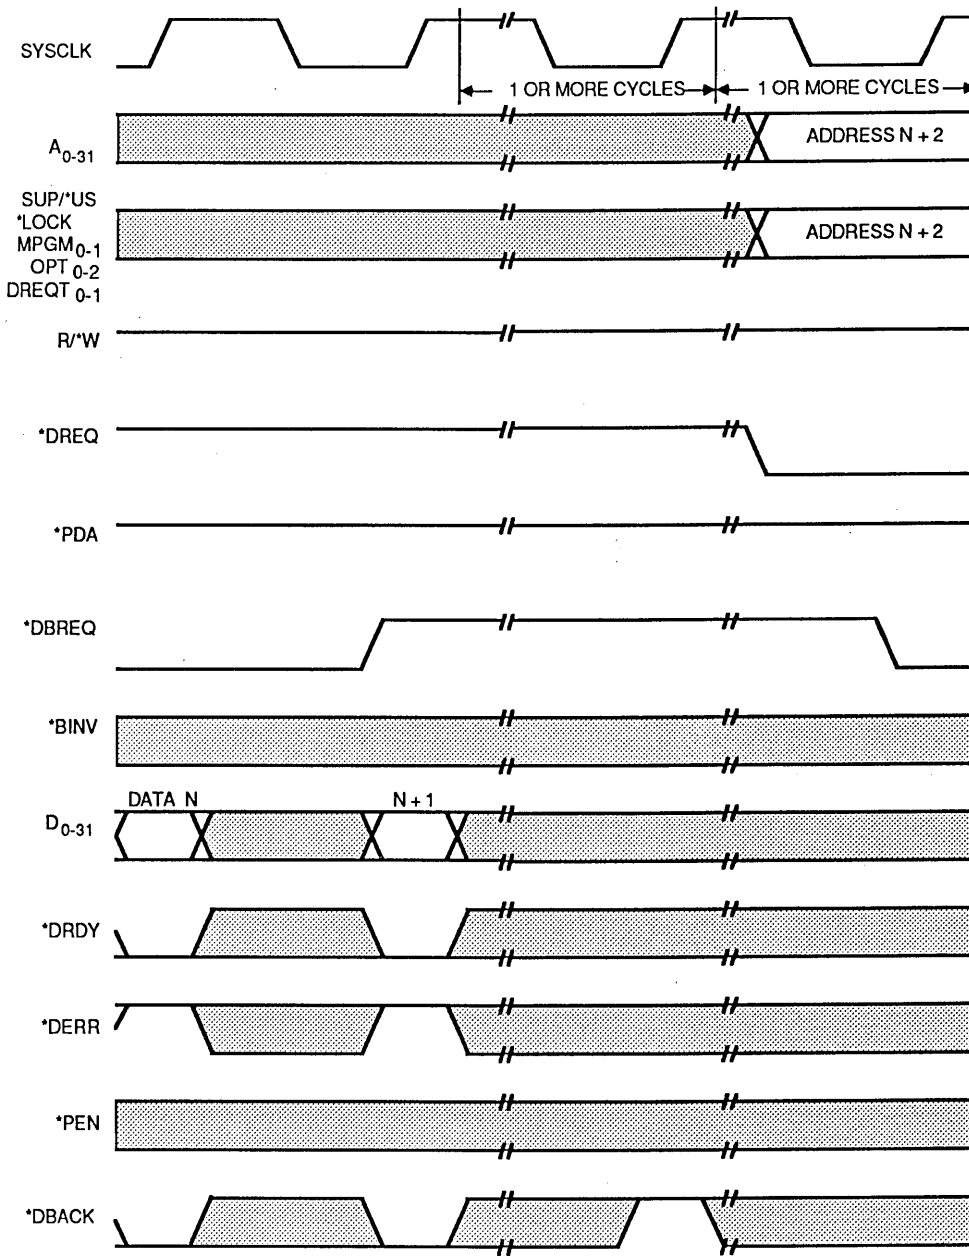 SYSCLK
1 OR MORE CYCLES
1 OR MORE CYCLES
A0-31
ADDRESS N + 2
SUP/*US
*LOCK
MPGM0-1
OPT0-2
DREQT0-1
ADDRESS N + 2
R/*W
*DREQ
*PDA
*DBREQ
*BINV
DATA N
N + 1
D0-31
*DRDY
*DERR
*PEN
*DBACK